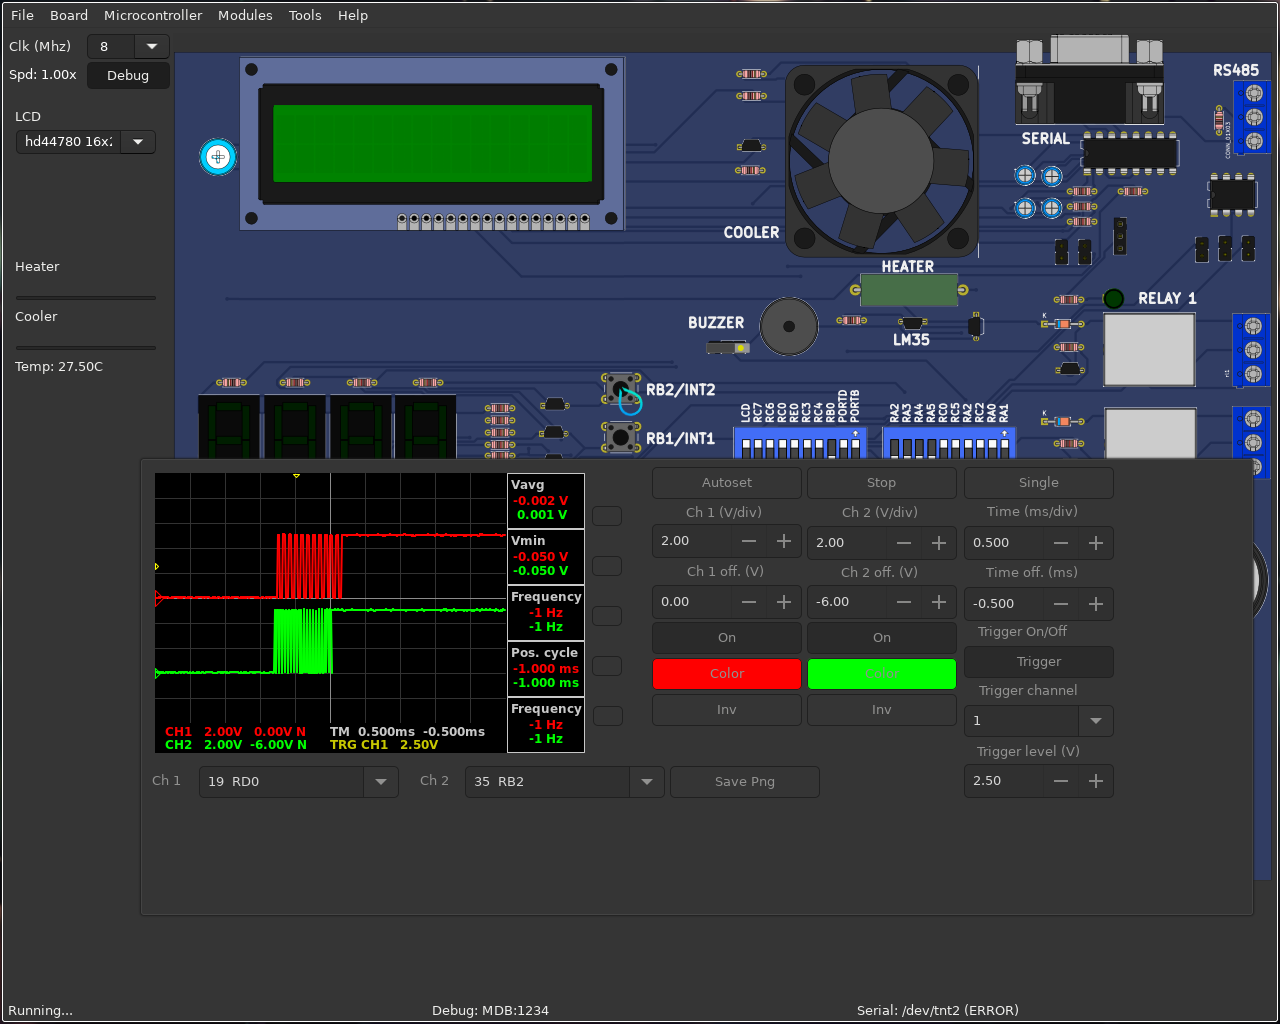 File Board Microcontroller Modules Tools Help
Clk (Mhz) 8
Spd: 1.00x Debug
LCD
hd44780 16x2
Heater
Cooler
Temp: 27.50C
RS485
SERIAL
CONN_01X03
COOLER
HEATER
RELAY 1
BUZZER
LM35
K
rl1
RB2/INT2
RB1/INT1
LCD RC7 RC6 RC0 RE0 RC3 RC4 RB0 PORTD PORTB
RA2 RA3 RA4 RA5 RC0 RC5 RA2 RC2 RA0 RA1
K
Vavg
-0.002 V
0.001 V
Vmin
-0.050 V
-0.050 V
Frequency
-1 Hz
-1 Hz
Pos. cycle
-1.000 ms
-1.000 ms
Frequency
-1 Hz
-1 Hz
CH1 2.00V 0.00V N TM 0.500ms -0.500ms
CH2 2.00V -6.00V N TRG CH1 2.50V
Autoset Stop Single
Ch 1 (V/div) Ch 2 (V/div) Time (ms/div)
2.00 2.00 0.500
Ch 1 off. (V) Ch 2 off. (V) Time off. (ms)
0.00 -6.00 -0.500
On On Trigger On/Off
Color Color Trigger
Inv Inv Trigger channel
1
Trigger level (V)
2.50
Ch 1 19 RD0 Ch 2 35 RB2 Save Png
Running... Debug: MDB:1234 Serial: /dev/tnt2 (ERROR)